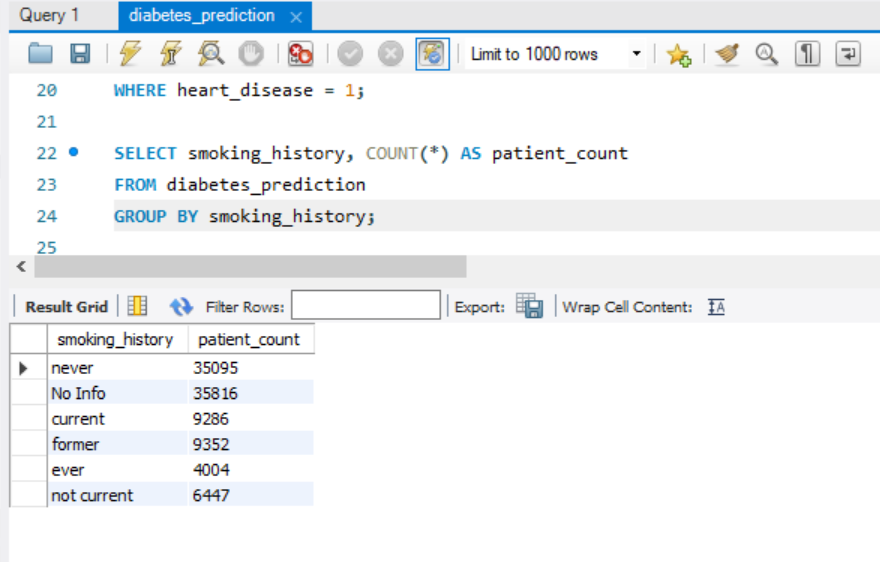 Query 1 diabetes_prediction ×
Limit to 1000 rows
20 WHERE heart_disease = 1;
21
22 SELECT smoking_history, COUNT(*) AS patient_count
23 FROM diabetes_prediction
24 GROUP BY smoking_history;
25
Result Grid Filter Rows: Export: Wrap Cell Content:
smoking_history patient_count
never 35095
No Info 35816
current 9286
former 9352
ever 4004
not current 6447